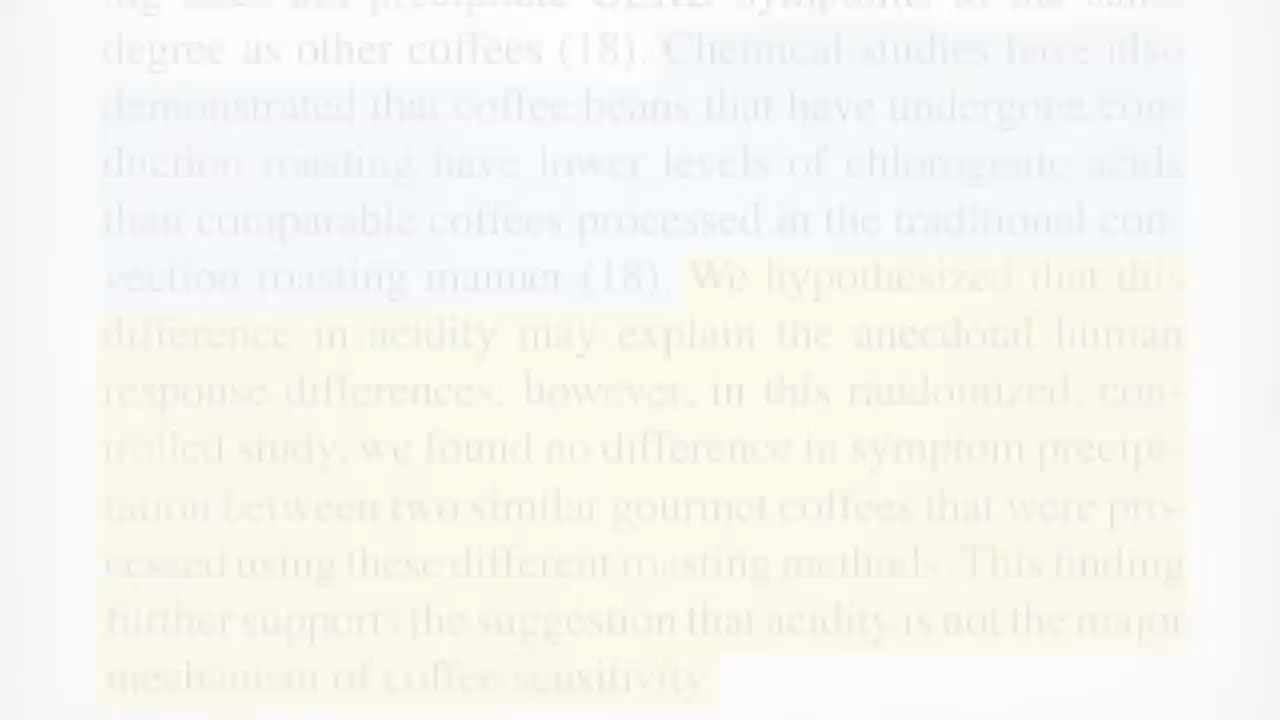 degree as other coffees (18). Chemical studies have also
demonstrated that coffee beans that have undergone con-
duction roasting have lower levels of chlorogenic acids
than comparable coffees processed in the traditional con-
vection roasting manner (18). We hypothesized that this
difference in acidity may explain the anecdotal human
response differences; however, in this randomized, con-
trolled study, we found no difference in symptom precipi-
tation between two similar gourmet coffees that were pro-
cessed using these different roasting methods. This finding
further supports the suggestion that acidity is not the major
mechanism of coffee sensitivity.